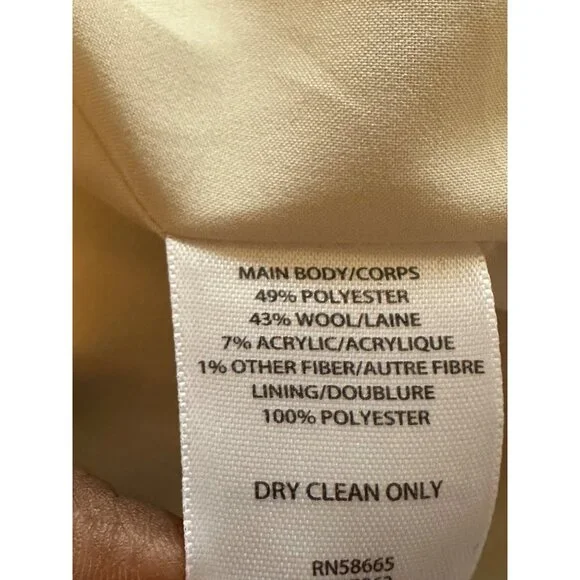 MAIN BODY/CORPS
49% POLYESTER
43% WOOL/LAINE
7% ACRYLIC/ACRYLIQUE
1% OTHER FIBER/AUTRE FIBRE
LINING/DOUBLURE
100% POLYESTER
DRY CLEAN ONLY
RN58665